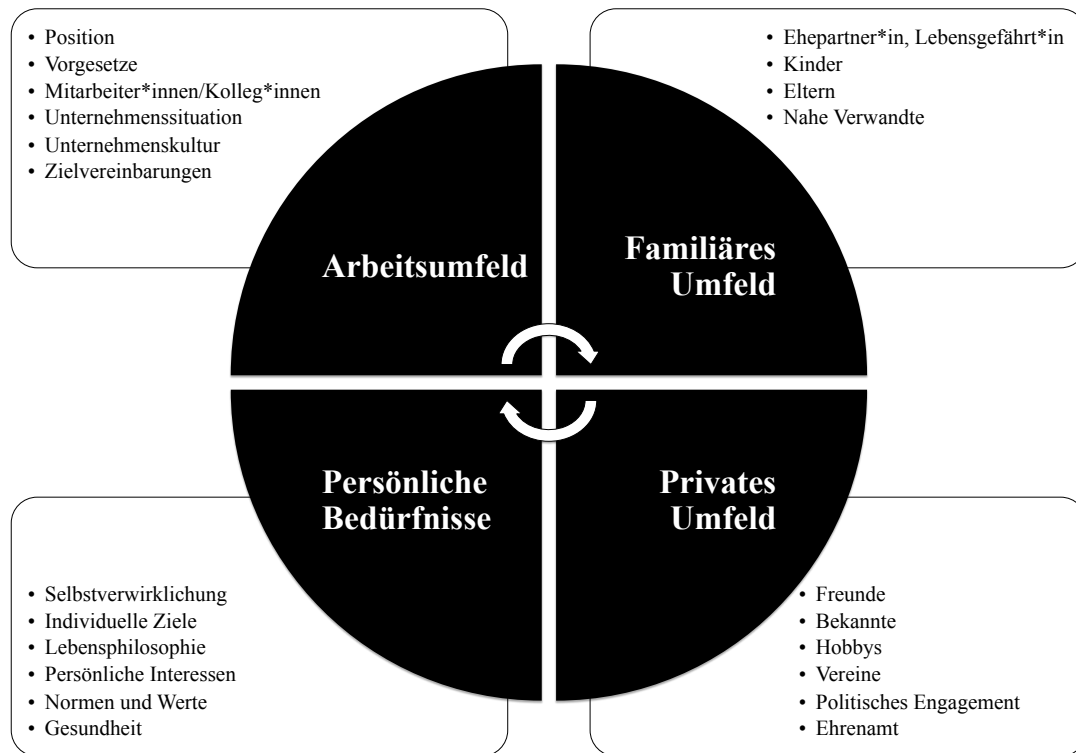 • Position
• Vorgesetze
• Mitarbeiter*innen/Kolleg*innen
• Unternehmenssituation
• Unternehmenskultur
• Zielvereinbarungen
• Ehepartner*in, Lebensgefährt*in
• Kinder
• Eltern
• Nahe Verwandte
Arbeitsumfeld
Familiäres
Umfeld
Persönliche
Bedürfnisse
Privates
Umfeld
• Selbstverwirklichung
• Individuelle Ziele
• Lebensphilosophie
• Persönliche Interessen
• Normen und Werte
• Gesundheit
• Freunde
• Bekannte
• Hobbys
• Vereine
• Politisches Engagement
• Ehrenamt